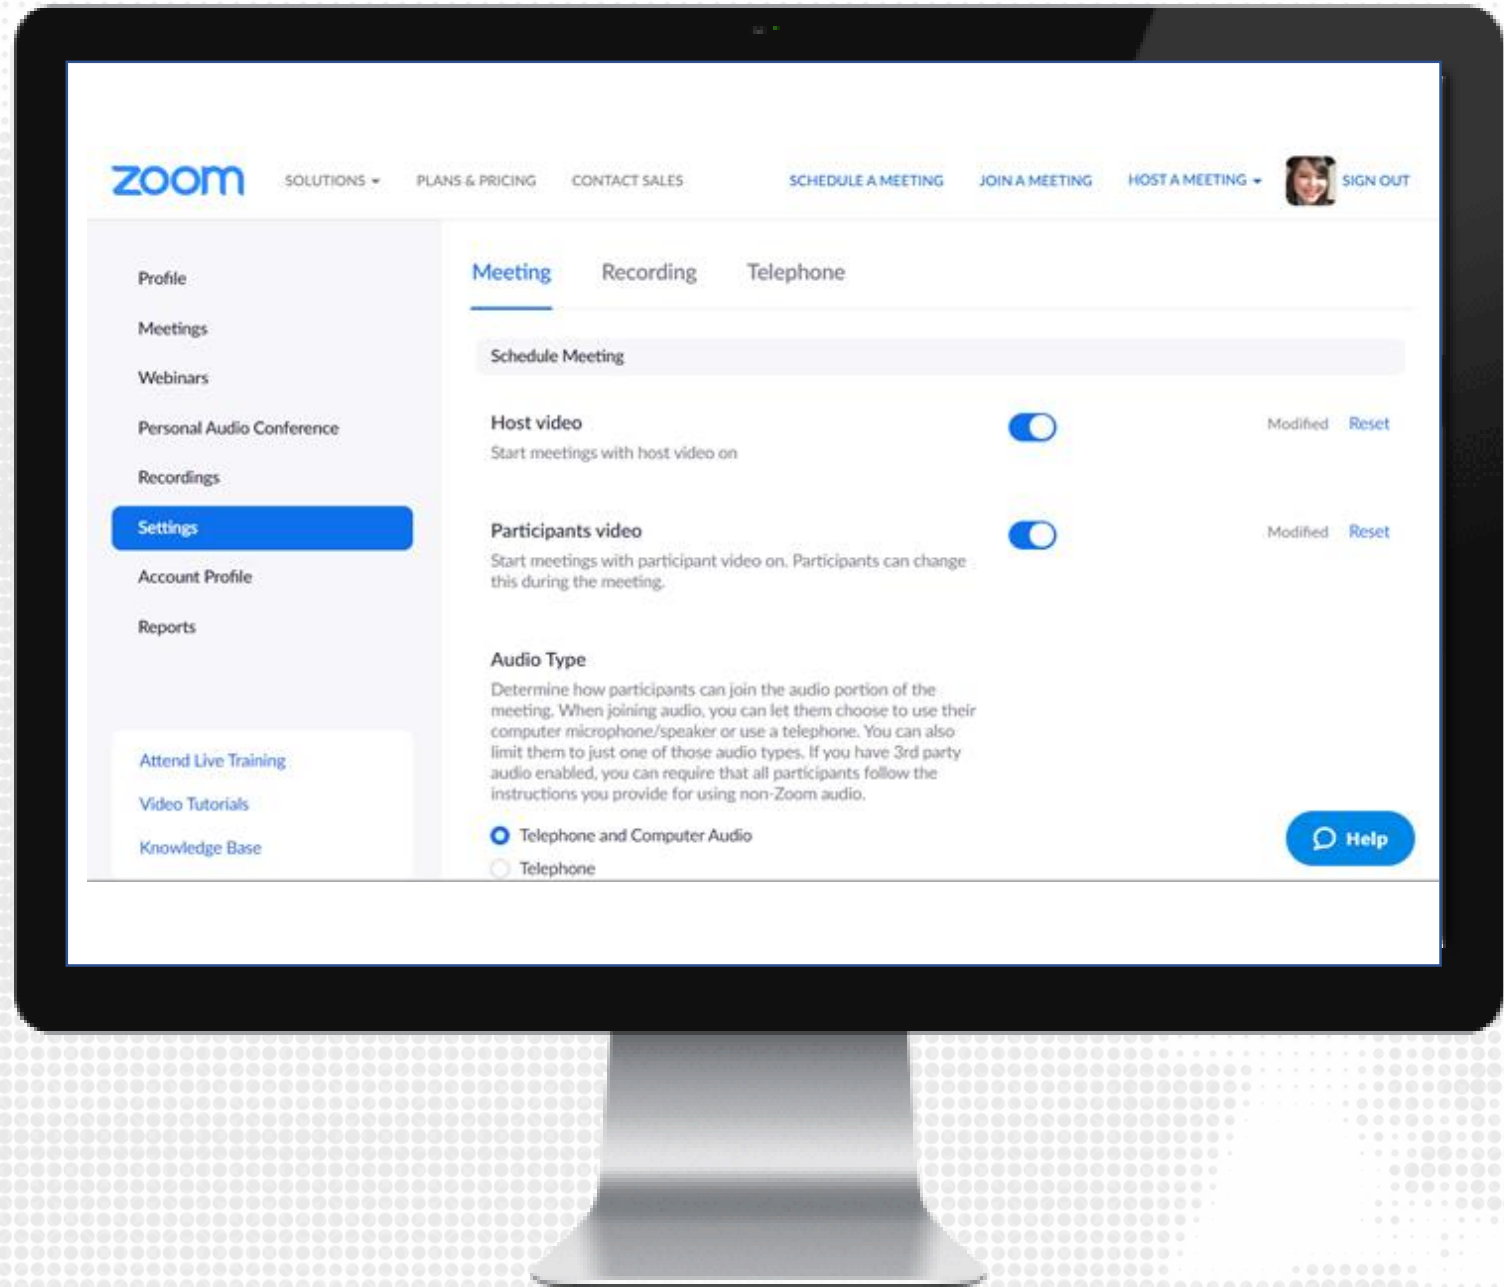 zoom
SOLUTIONS
PLANS & PRICING
CONTACT SALES
SCHEDULE A MEETING
JOIN A MEETING
HOST A MEETING
SIGN OUT
Profile
Meetings
Webinars
Personal Audio Conference
Recordings
Settings
Account Profile
Reports
Attend Live Training
Video Tutorials
Knowledge Base
Meeting
Recording
Telephone
Schedule Meeting
Host video
Start meetings with host video on
Modified Reset
Participants video
Start meetings with participant video on. Participants can change
this during the meeting.
Modified Reset
Audio Type
Determine how participants can join the audio portion of the
meeting. When joining audio, you can let them choose to use their
computer microphone/speaker or use a telephone. You can also
limit them to just one of those audio types. If you have 3rd party
audio enabled, you can require that all participants follow the
instructions you provide for using non-Zoom audio.
Telephone and Computer Audio
Telephone
Help